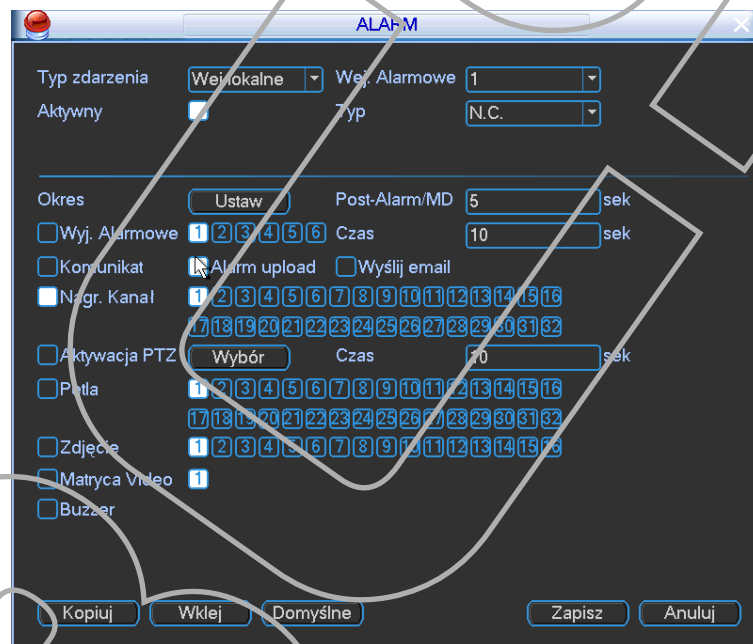 ALARM
Typ zdarzenia Wej lokalne Wej. Alarmowe 1
Aktywny Typ N.C.
Okres Ustaw Post-Alarm/MD 5 sek
Wyj. Alarmowe 1 2 3 4 5 6 Czas 10 sek
Komunikat Alarm upload Wyślij email
Nagr. Kanał 1 2 3 4 5 6 7 8 9 10 11 12 13 14 15 16
17 18 19 20 21 22 23 24 25 26 27 28 29 30 31 32
Aktywacja PTZ Wybór Czas 10 sek
Pętla 1 2 3 4 5 6 7 8 9 10 11 12 13 14 15 16
17 18 19 20 21 22 23 24 25 26 27 28 29 30 31 32
Zdjęcie 1 2 3 4 5 6 7 8 9 10 11 12 13 14 15 16
Matryca Video 1
Buzzer
Kopiuj Wklej Domyślne Zapisz Anuluj